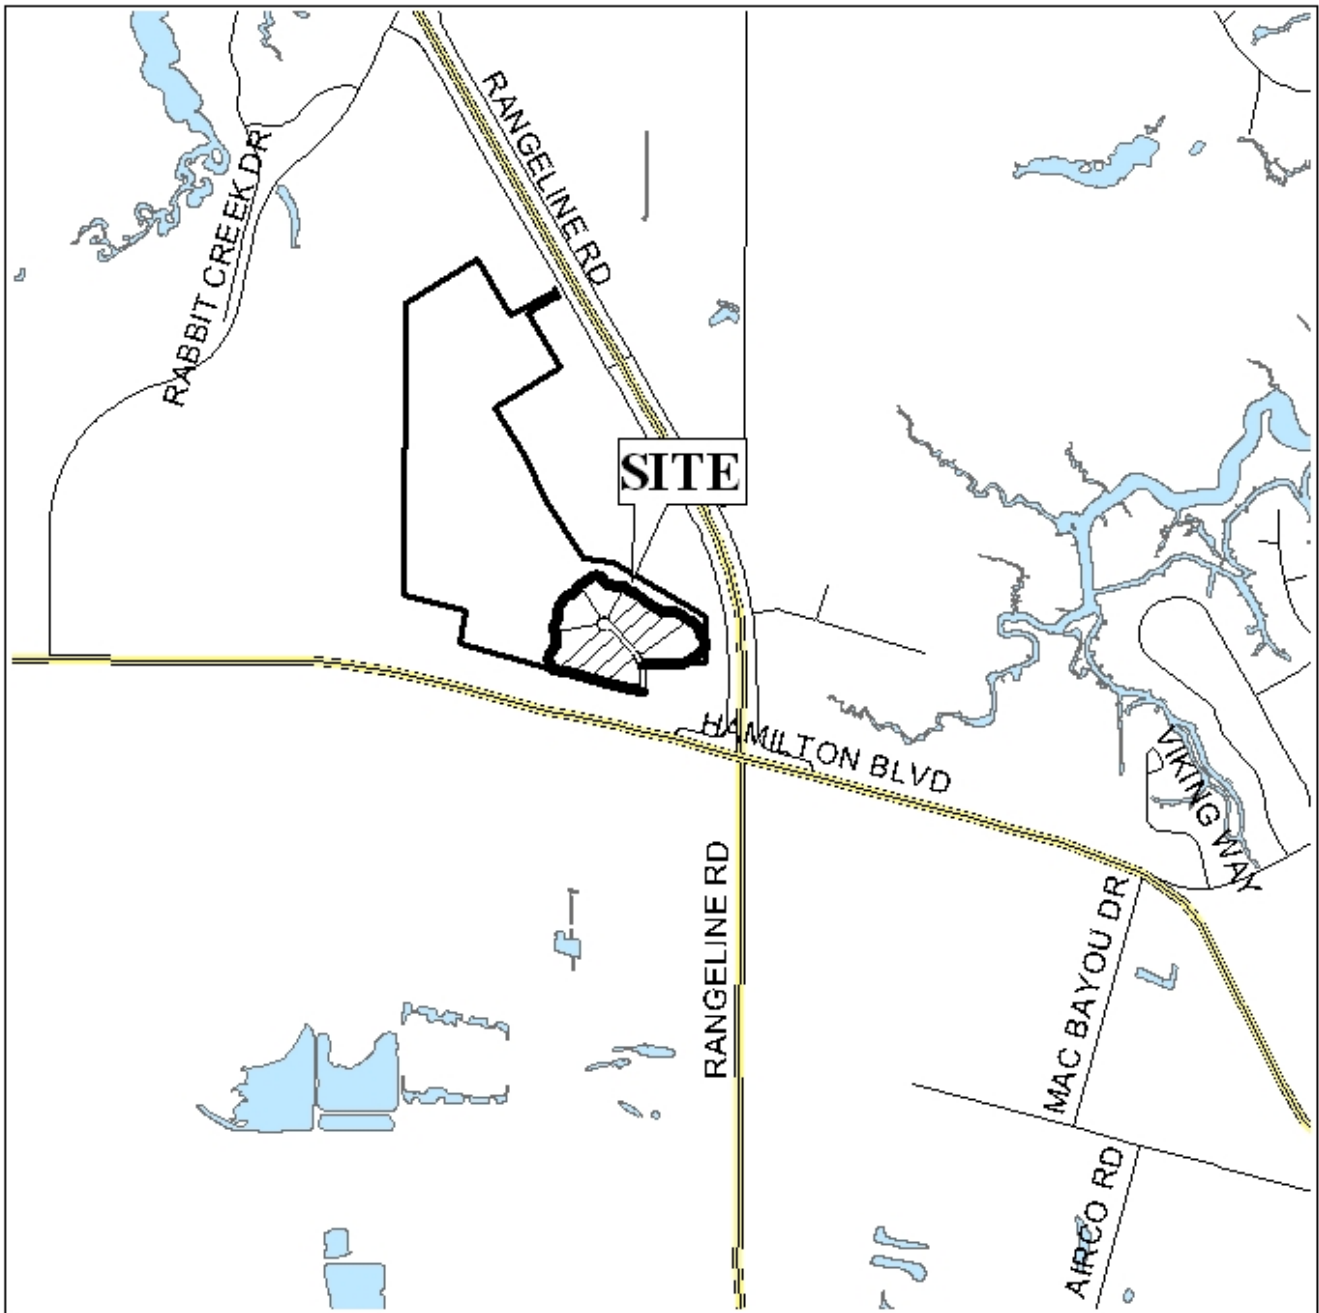 RANGELINE RD
RABBIT CREEK DR
SITE
HAMILTON BLVD
VIKING WAY
RANGELINE RD
MAC BAYOU DR
AIRCO RD